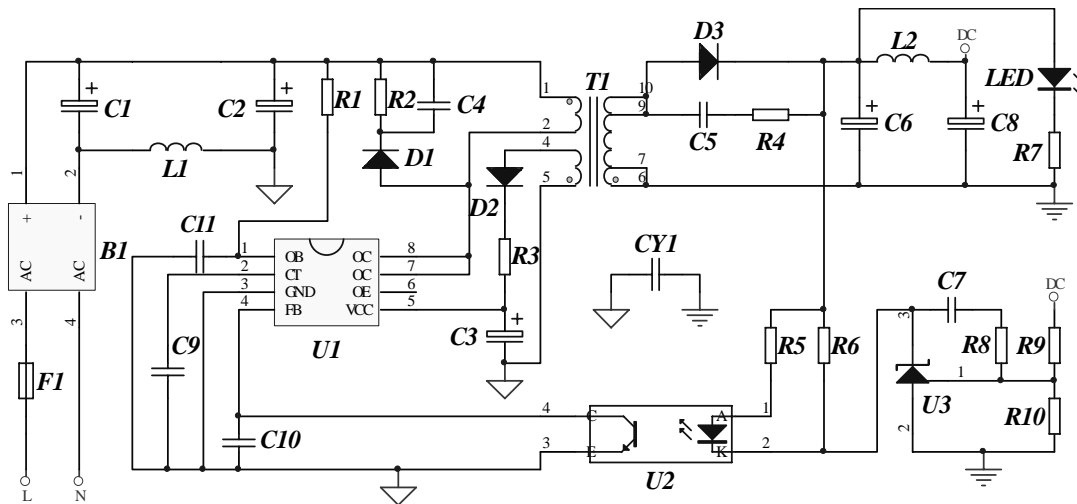 DC
D3
L2
LED
T1
1
10
9
+
C1
+
C2
R1
R2
C4
2
C5
R4
+
C6
+
C8
R7
L1
D1
4
7
1
2
5
6
D2
+
-
B1
AC
AC
C11
1
2
3
4
OB
CT
GND
FB
OC
OC
OE
VCC
8
7
6
5
R3
CY1
C7
DC
3
4
C9
U1
C3
+
R5
R6
3
R8
R9
F1
1
U3
C10
4
C
A
1
2
R10
3
E
K
2
U2
L
N